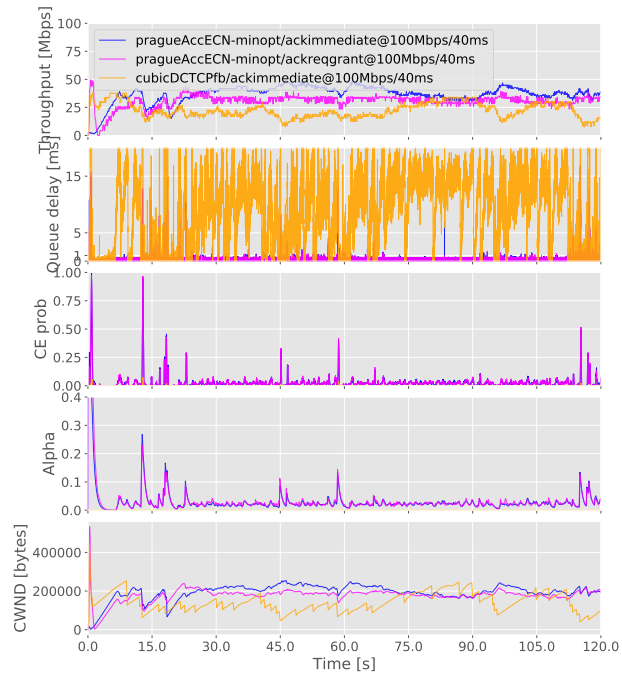 100
75
50
25
0
Throughput [Mbps]
pragueAccECN-minopt/ackimmediate@100Mbps/40ms
pragueAccECN-minopt/ackreqgrant@100Mbps/40ms
cubicDCTCPfb/ackimmediate@100Mbps/40ms
15
5
1
0
Queue delay [ms]
1.00
0.75
0.50
0.25
0.00
CE prob
0.4
0.3
0.2
0.1
0.0
Alpha
400000
200000
0
CWND [bytes]
0.0 15.0 30.0 45.0 60.0 75.0 90.0 105.0 120.0
Time [s]